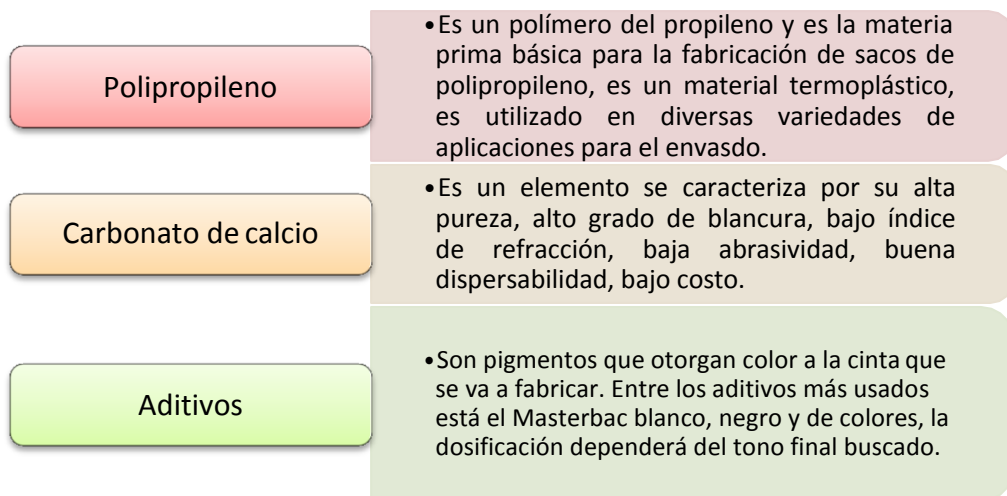 Polipropileno
•Es un polímero del propileno y es la materia
prima básica para la fabricación de sacos de
polipropileno, es un material termoplástico,
es utilizado en diversas variedades de
aplicaciones para el envasdo.
Carbonato de calcio
•Es un elemento se caracteriza por su alta
pureza, alto grado de blancura, bajo índice
de refracción, baja abrasividad, buena
dispersabilidad, bajo costo.
Aditivos
•Son pigmentos que otorgan color a la cinta que
se va a fabricar. Entre los aditivos más usados
está el Masterbac blanco, negro y de colores, la
dosificación dependerá del tono final buscado.